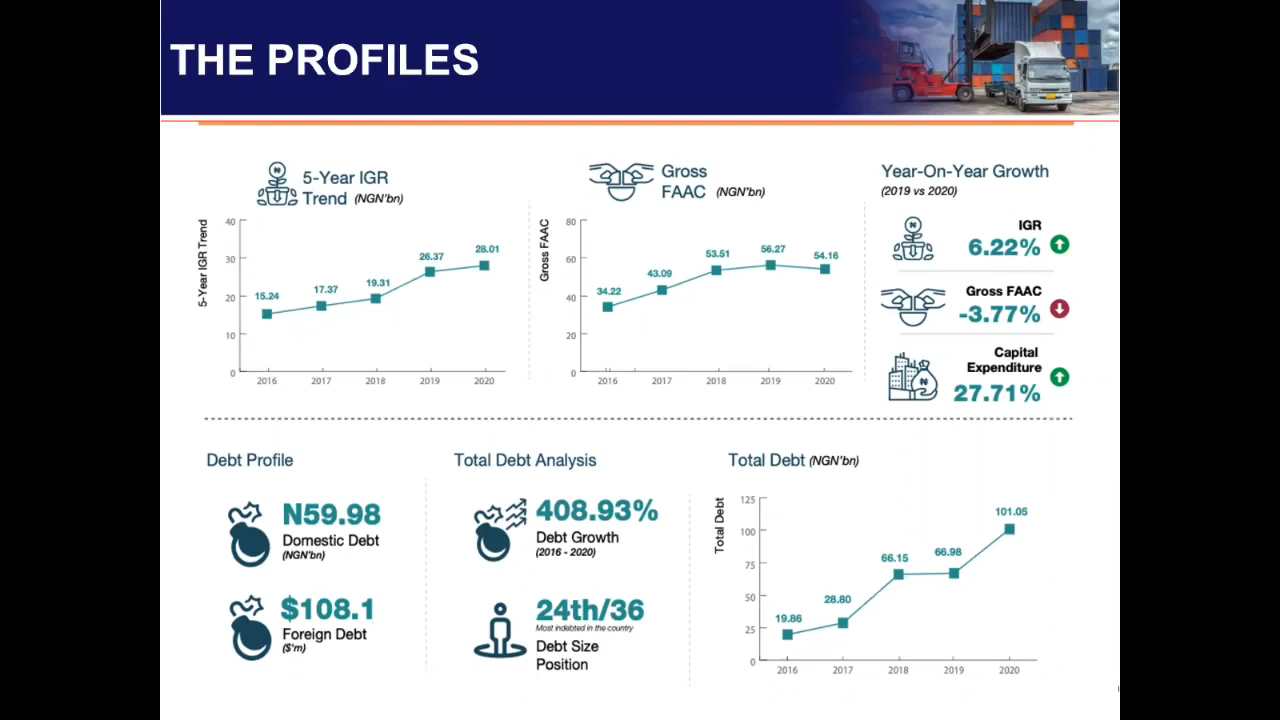 THE PROFILES
5-Year IGR
Trend (NGN'bn)
5-Year IGR Trend
40
30
20
10
0
15.24
17.37
19.31
26.37
28.01
2016
2017
2018
2019
2020
Gross
FAAC (NGN'bn)
Gross FAAC
80
60
40
20
0
34.22
43.09
53.51
56.27
54.16
2016
2017
2018
2019
2020
Year-On-Year Growth
(2019 vs 2020)
IGR
6.22%
Gross FAAC
-3.77%
Capital
Expenditure
27.71%
Debt Profile
N59.98
Domestic Debt
(NGN'bn)
$108.1
Foreign Debt
($'m)
Total Debt Analysis
408.93%
Debt Growth
(2016 - 2020)
24th/36
Most indebted in the country
Debt Size
Position
Total Debt (NGN'bn)
Total Debt
125
100
75
50
25
0
19.86
28.80
66.15
66.98
101.05
2016
2017
2018
2019
2020